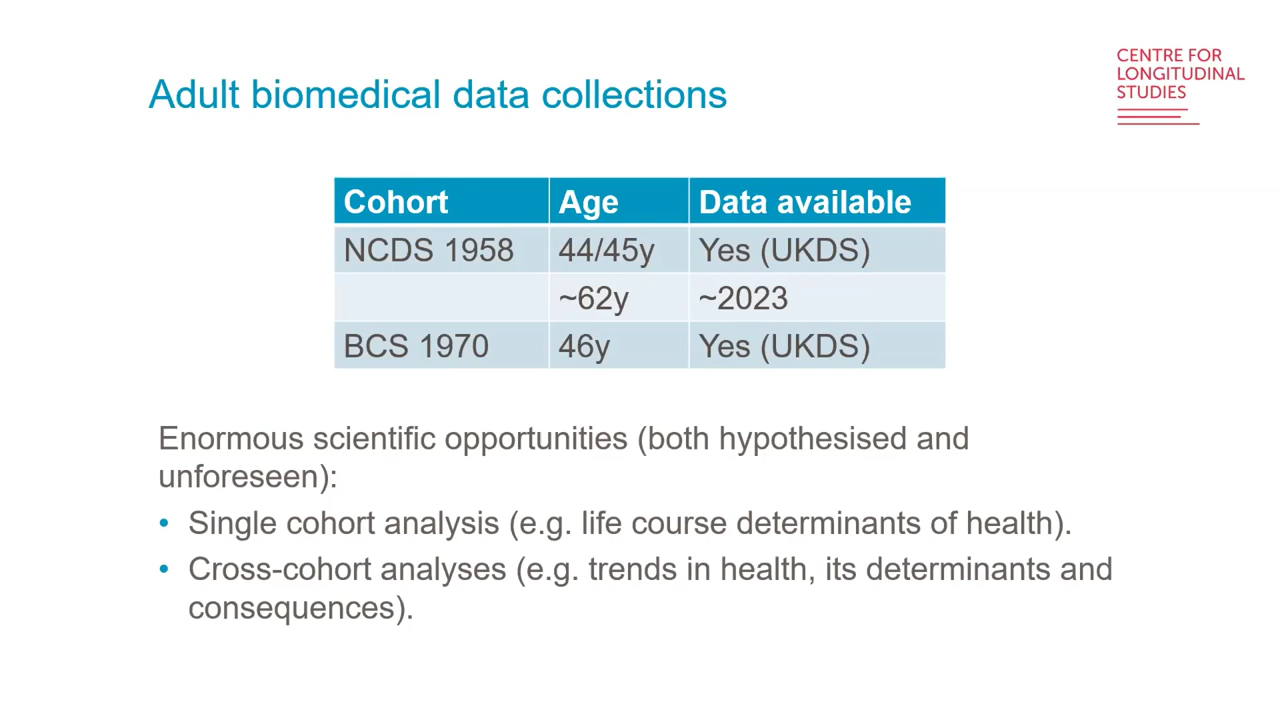 CENTRE FOR
LONGITUDINAL
STUDIES
Adult biomedical data collections
Cohort Age Data available
NCDS 1958 44/45y Yes (UKDS)
~62y ~2023
BCS 1970 46y Yes (UKDS)
Enormous scientific opportunities (both hypothesised and
unforeseen):
• Single cohort analysis (e.g. life course determinants of health).
• Cross-cohort analyses (e.g. trends in health, its determinants and
consequences).